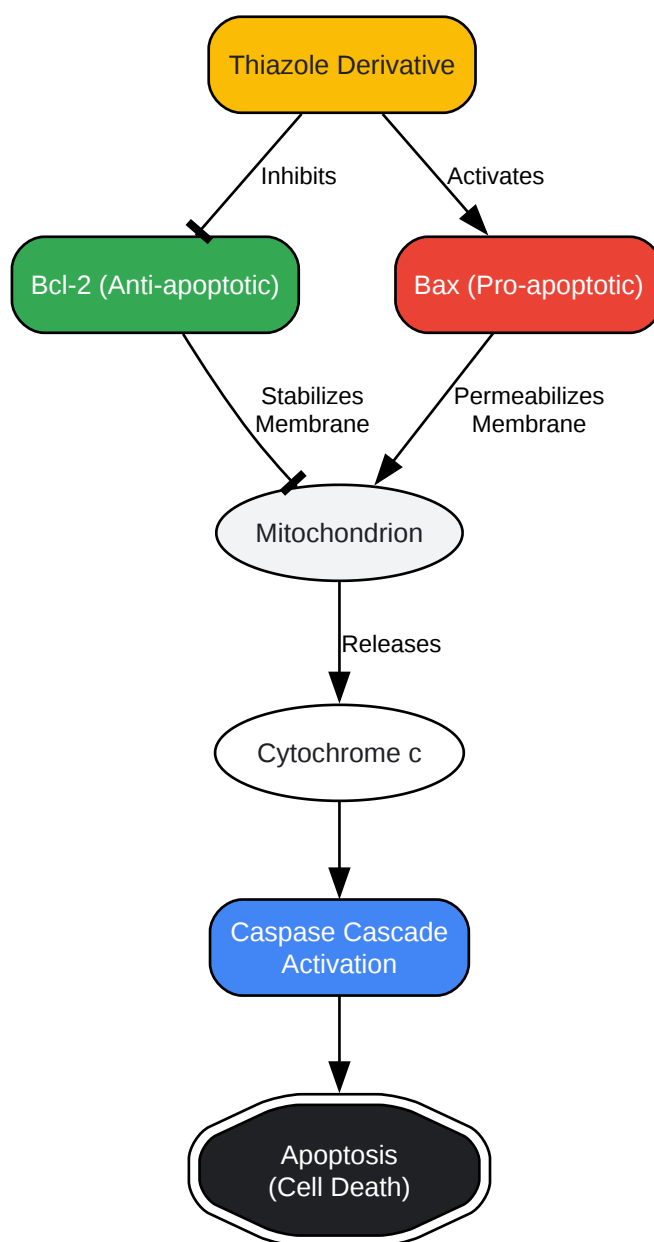 Thiazole Derivative
Inhibits
Activates
Bcl-2 (Anti-apoptotic)
Bax (Pro-apoptotic)
Stabilizes
Membrane
Permeabilizes
Membrane
Mitochondrion
Releases
Cytochrome c
Caspase Cascade
Activation
Apoptosis
(Cell Death)